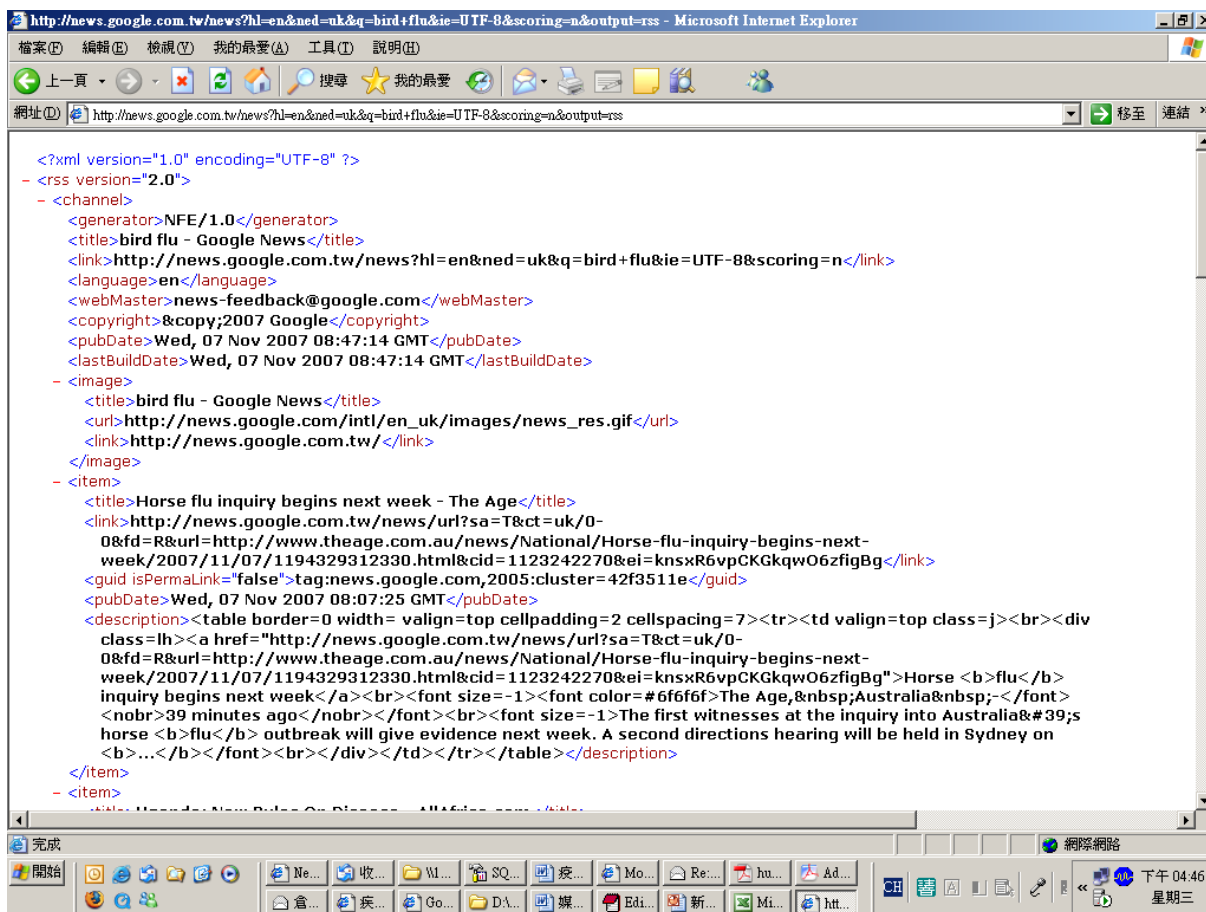 http://news.google.com.tw/news?hl=en&ned=uk&q=bird+flu&ie=UTF-8&scoring=n&output=rss - Microsoft Internet Explorer
檔案(F) 編輯(E) 檢視(V) 我的最愛(A) 工具(T) 說明(H)
上一頁 搜尋 我的最愛
網址(D) http://news.google.com.tw/news?hl=en&ned=uk&q=bird+flu&ie=UTF-8&scoring=n&output=rss 移至 連結 »
<?xml version="1.0" encoding="UTF-8" ?>
- <rss version="2.0">
- <channel>
<generator>NFE/1.0</generator>
<title>bird flu - Google News</title>
<link>http://news.google.com.tw/news?hl=en&ned=uk&q=bird+flu&ie=UTF-8&scoring=n</link>
<language>en</language>
<webMaster>news-feedback@google.com</webMaster>
<copyright>&copy;2007 Google</copyright>
<pubDate>Wed, 07 Nov 2007 08:47:14 GMT</pubDate>
<lastBuildDate>Wed, 07 Nov 2007 08:47:14 GMT</lastBuildDate>
- <image>
<title>bird flu - Google News</title>
<url>http://news.google.com/intl/en_uk/images/news_res.gif</url>
<link>http://news.google.com.tw/</link>
</image>
- <item>
<title>Horse flu inquiry begins next week - The Age</title>
<link>http://news.google.com.tw/news/url?sa=T&ct=uk/0-
0&fd=R&url=http://www.theage.com.au/news/National/Horse-flu-inquiry-begins-next-
week/2007/11/07/1194329312330.html&cid=1123242270&ei=knsxR6vpCKGkqwO6zfigBg</link>
<guid isPermaLink="false">tag:news.google.com,2005:cluster=42f3511e</guid>
<pubDate>Wed, 07 Nov 2007 08:07:25 GMT</pubDate>
<description><table border=0 width= valign=top cellpadding=2 cellspacing=7><tr><td valign=top class=j><br><div
class=lh><a href="http://news.google.com.tw/news/url?sa=T&ct=uk/0-
0&fd=R&url=http://www.theage.com.au/news/National/Horse-flu-inquiry-begins-next-
week/2007/11/07/1194329312330.html&cid=1123242270&ei=knsxR6vpCKGkqwO6zfigBg">Horse <b>flu</b>
inquiry begins next week</a><br><font size=-1><font color=#6f6f6f>The Age,&nbsp;Australia&nbsp;-</font>
<nobr>39 minutes ago</nobr></font><br><font size=-1>The first witnesses at the inquiry into Australia&#39;s
horse <b>flu</b> outbreak will give evidence next week. A second directions hearing will be held in Sydney on
<b>...</b></font><br></div></td></tr></table></description>
</item>
- <item>
完成 網際網路
開始 Ne... 收... \\1... SQ... 疾... Mo... Re:... hu... Ad... CH 下午 04:46
倉... 疾... Go... D:\... 媒... Edi... 新... Mi... htt... 星期三